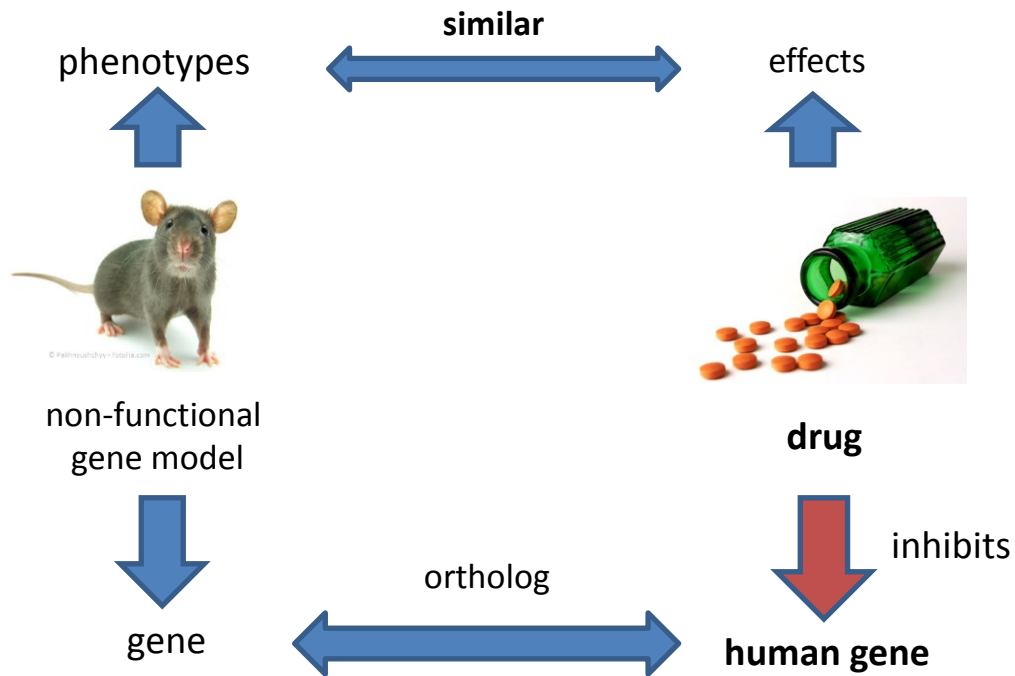 similar
phenotypes
effects
non-functional
gene model
drug
inhibits
ortholog
gene
human gene